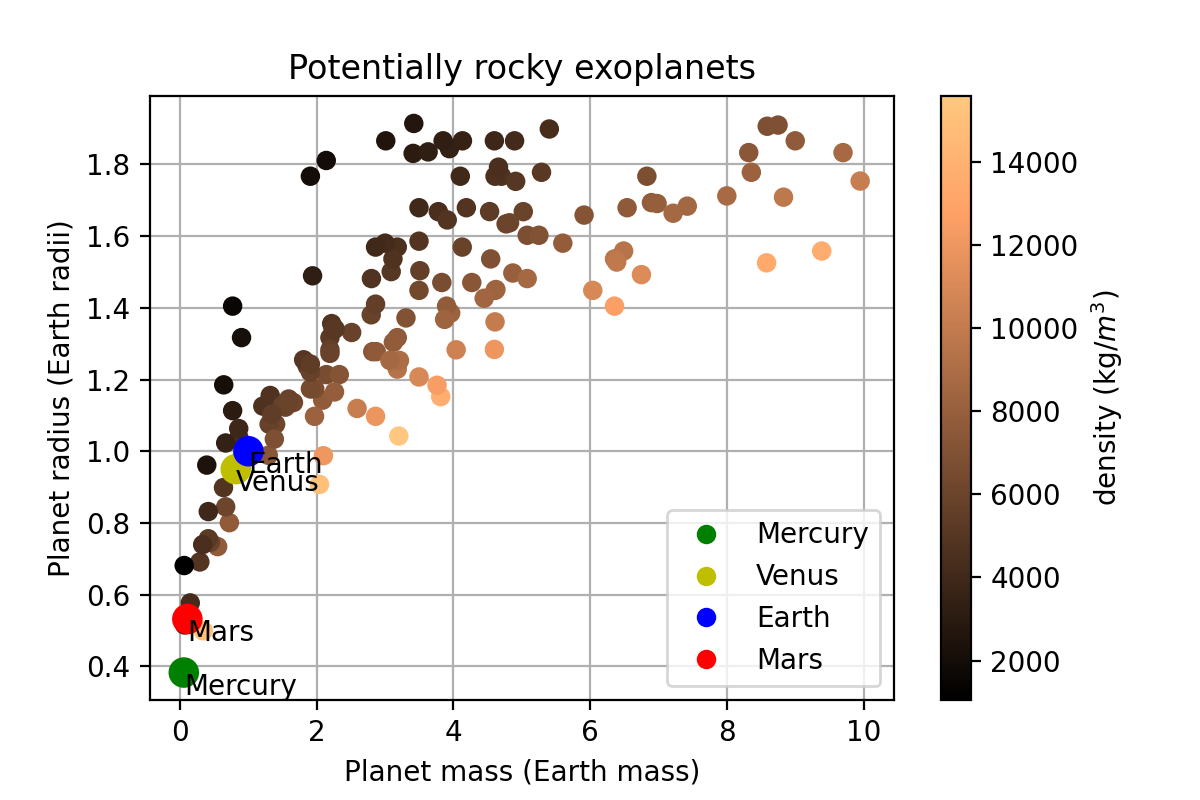 Potentially rocky exoplanets
Planet radius (Earth radii)
1.8
1.6
1.4
1.2
1.0
0.8
0.6
0.4
Earth
Venus
Mars
Mercury
Mercury
Venus
Earth
Mars
0 2 4 6 8 10
Planet mass (Earth mass)
14000
12000
10000
8000
6000
4000
2000
density (kg/m³)